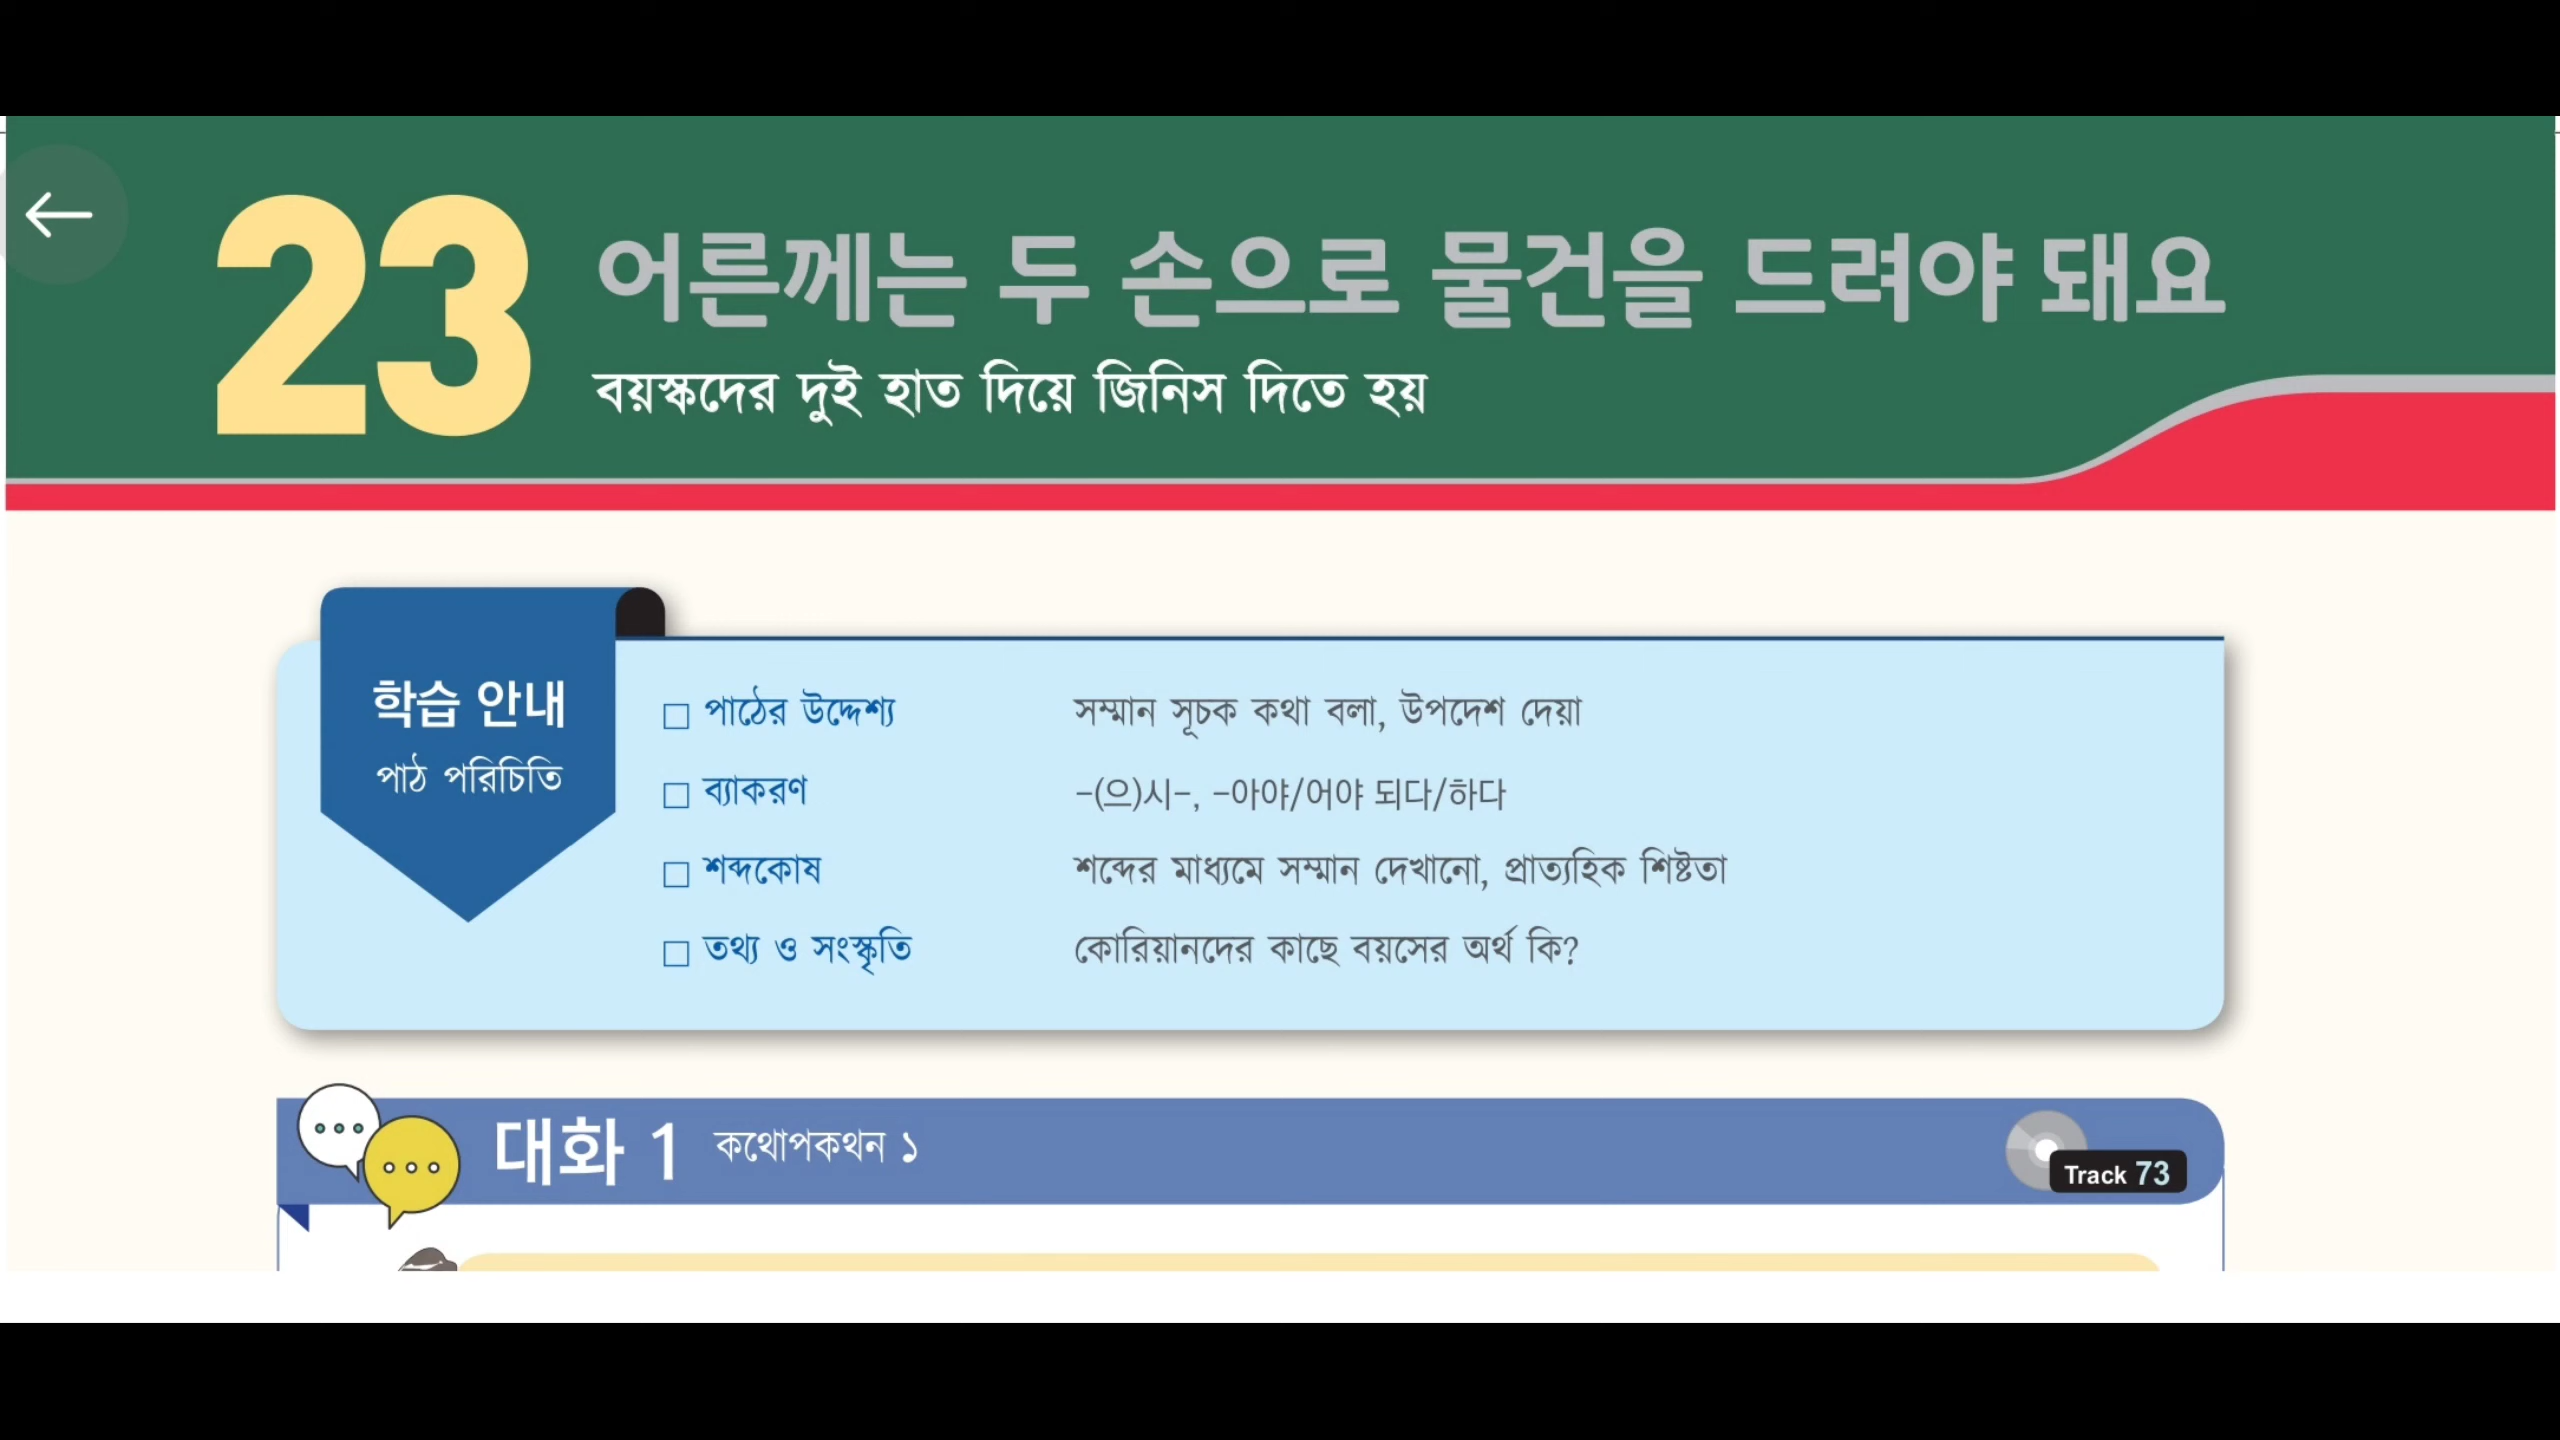 23
어른께는 두 손으로 물건을 드려야 돼요
বয়স্কদের দুই হাত দিয়ে জিনিস দিতে হয়
학습 안내
পাঠ পরিচিতি
□ পাঠের উদ্দেশ্য সম্মান সূচক কথা বলা, উপদেশ দেয়া
□ ব্যাকরণ -(으)시-, -아야/어야 되다/하다
□ শব্দকোষ শব্দের মাধ্যমে সম্মান দেখানো, প্রাত্যহিক শিষ্টতা
□ তথ্য ও সংস্কৃতি কোরিয়ানদের কাছে বয়সের অর্থ কি?
대화 1 কথোপকথন ১
Track 73